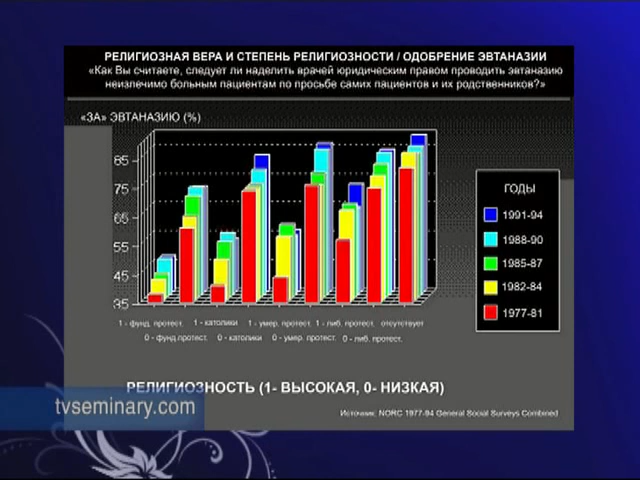 РЕЛИГИОЗНАЯ ВЕРА И СТЕПЕНЬ РЕЛИГИОЗНОСТИ / ОДОБРЕНИЕ ЭВТАНАЗИИ
«Как Вы считаете, следует ли наделить врачей юридическим правом проводить эвтаназию
неизлечимо больным пациентам по просьбе самих пациентов и их родственников?»
«ЗА» ЭВТАНАЗИЮ (%)
85
75
65
55
45
35
ГОДЫ
1991-94
1988-90
1985-87
1982-84
1977-81
1 - фунд. протест. 1 - католики 1 - умер. протест. 1 - либ. протест. отсутствует
0 - фунд.протест. 0 - католики 0 - умер. протест. 0 - либ. протест.
РЕЛИГИОЗНОСТЬ (1- ВЫСОКАЯ, 0- НИЗКАЯ)
tvseminary.com
Источник: NORC 1977-94 General Social Surveys Combined